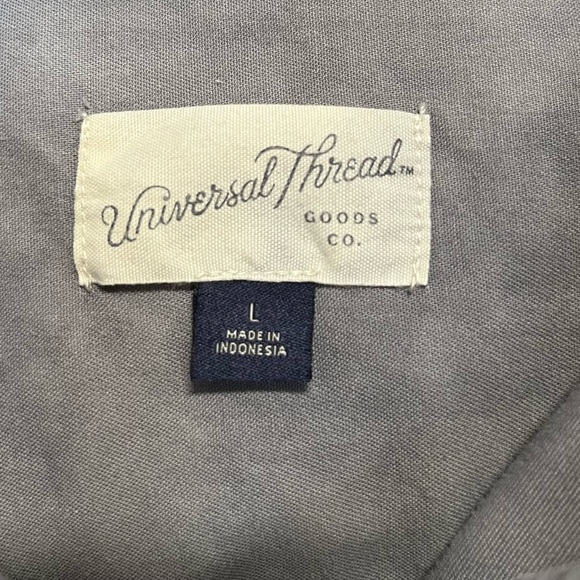 Universal Thread™
GOODS
CO.
L
MADE IN
INDONESIA